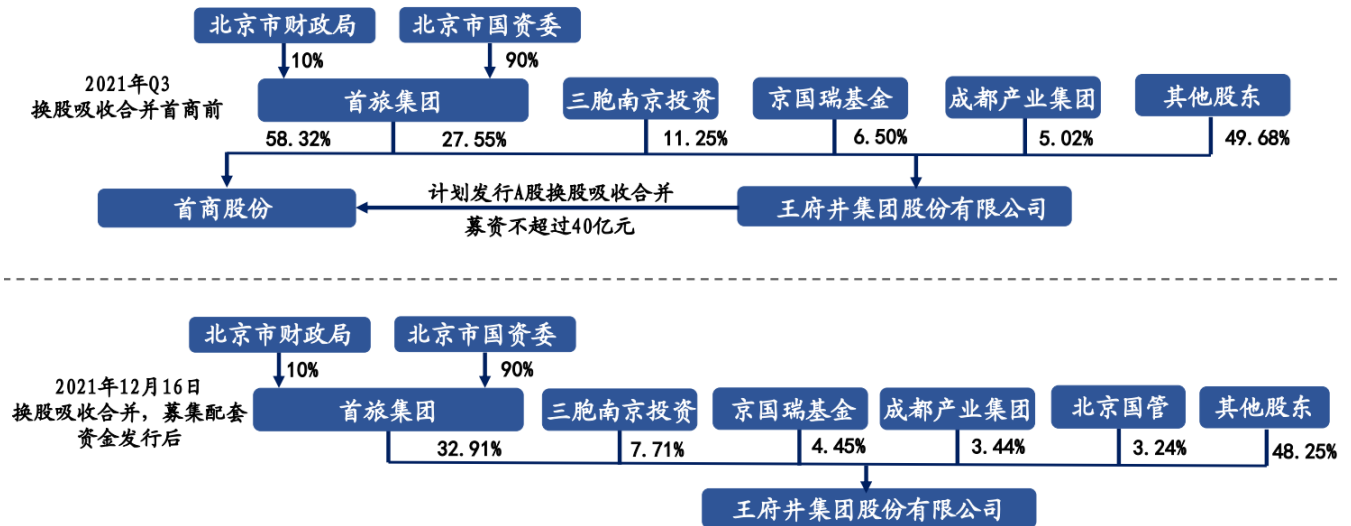 北京市财政局
北京市国资委
10%
90%
2021年Q3
换股吸收合并首商前
首旅集团
三胞南京投资
京国瑞基金
成都产业集团
其他股东
58.32%
27.55%
11.25%
6.50%
5.02%
49.68%
首商股份
计划发行A股换股吸收合并
募资不超过40亿元
王府井集团股份有限公司
北京市财政局
北京市国资委
10%
90%
2021年12月16日
换股吸收合并，募集配套
资金发行后
首旅集团
三胞南京投资
京国瑞基金
成都产业集团
北京国管
其他股东
32.91%
7.71%
4.45%
3.44%
3.24%
48.25%
王府井集团股份有限公司